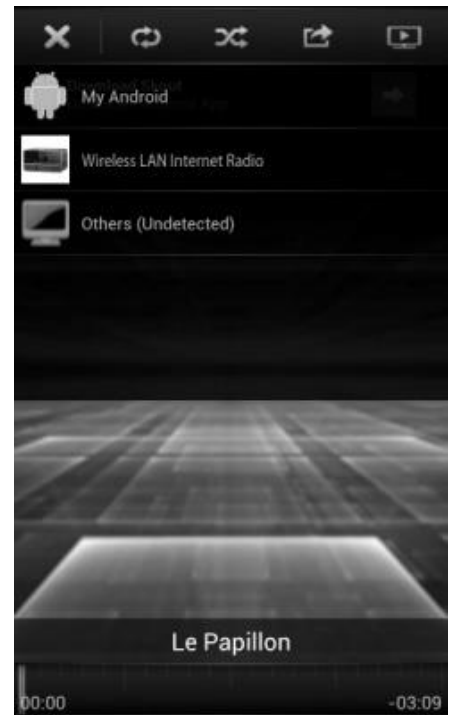 My Android
Wireless LAN Internet Radio
Others (Undetected)
Le Papillon
00:00
-03:09